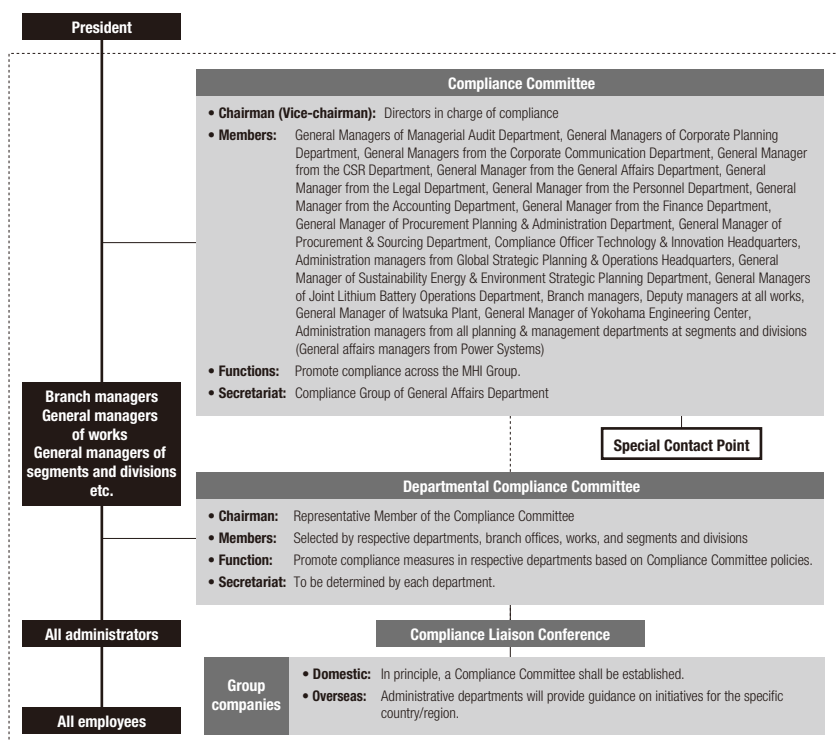 President
Compliance Committee
• Chairman (Vice-chairman): Directors in charge of compliance
• Members: General Managers of Managerial Audit Department, General Managers of Corporate Planning
Department, General Managers from the Corporate Communication Department, General Manager
from the CSR Department, General Manager from the General Affairs Department, General
Manager from the Legal Department, General Manager from the Personnel Department, General
Manager from the Accounting Department, General Manager from the Finance Department,
General Manager of Procurement Planning & Administration Department, General Manager of
Procurement & Sourcing Department, Compliance Officer Technology & Innovation Headquarters,
Administration managers from Global Strategic Planning & Operations Headquarters, General
Manager of Sustainability Energy & Environment Strategic Planning Department, General Managers
of Joint Lithium Battery Operations Department, Branch managers, Deputy managers at all works,
General Manager of Iwatsuka Plant, General Manager of Yokohama Engineering Center,
Administration managers from all planning & management departments at segments and divisions
(General affairs managers from Power Systems)
• Functions: Promote compliance across the MHI Group.
• Secretariat: Compliance Group of General Affairs Department
Branch managers
General managers
of works
General managers of
segments and divisions
etc.
Special Contact Point
Departmental Compliance Committee
• Chairman: Representative Member of the Compliance Committee
• Members: Selected by respective departments, branch offices, works, and segments and divisions
• Function: Promote compliance measures in respective departments based on Compliance Committee policies.
• Secretariat: To be determined by each department.
All administrators
Compliance Liaison Conference
Group
companies
• Domestic: In principle, a Compliance Committee shall be established.
• Overseas: Administrative departments will provide guidance on initiatives for the specific
country/region.
All employees